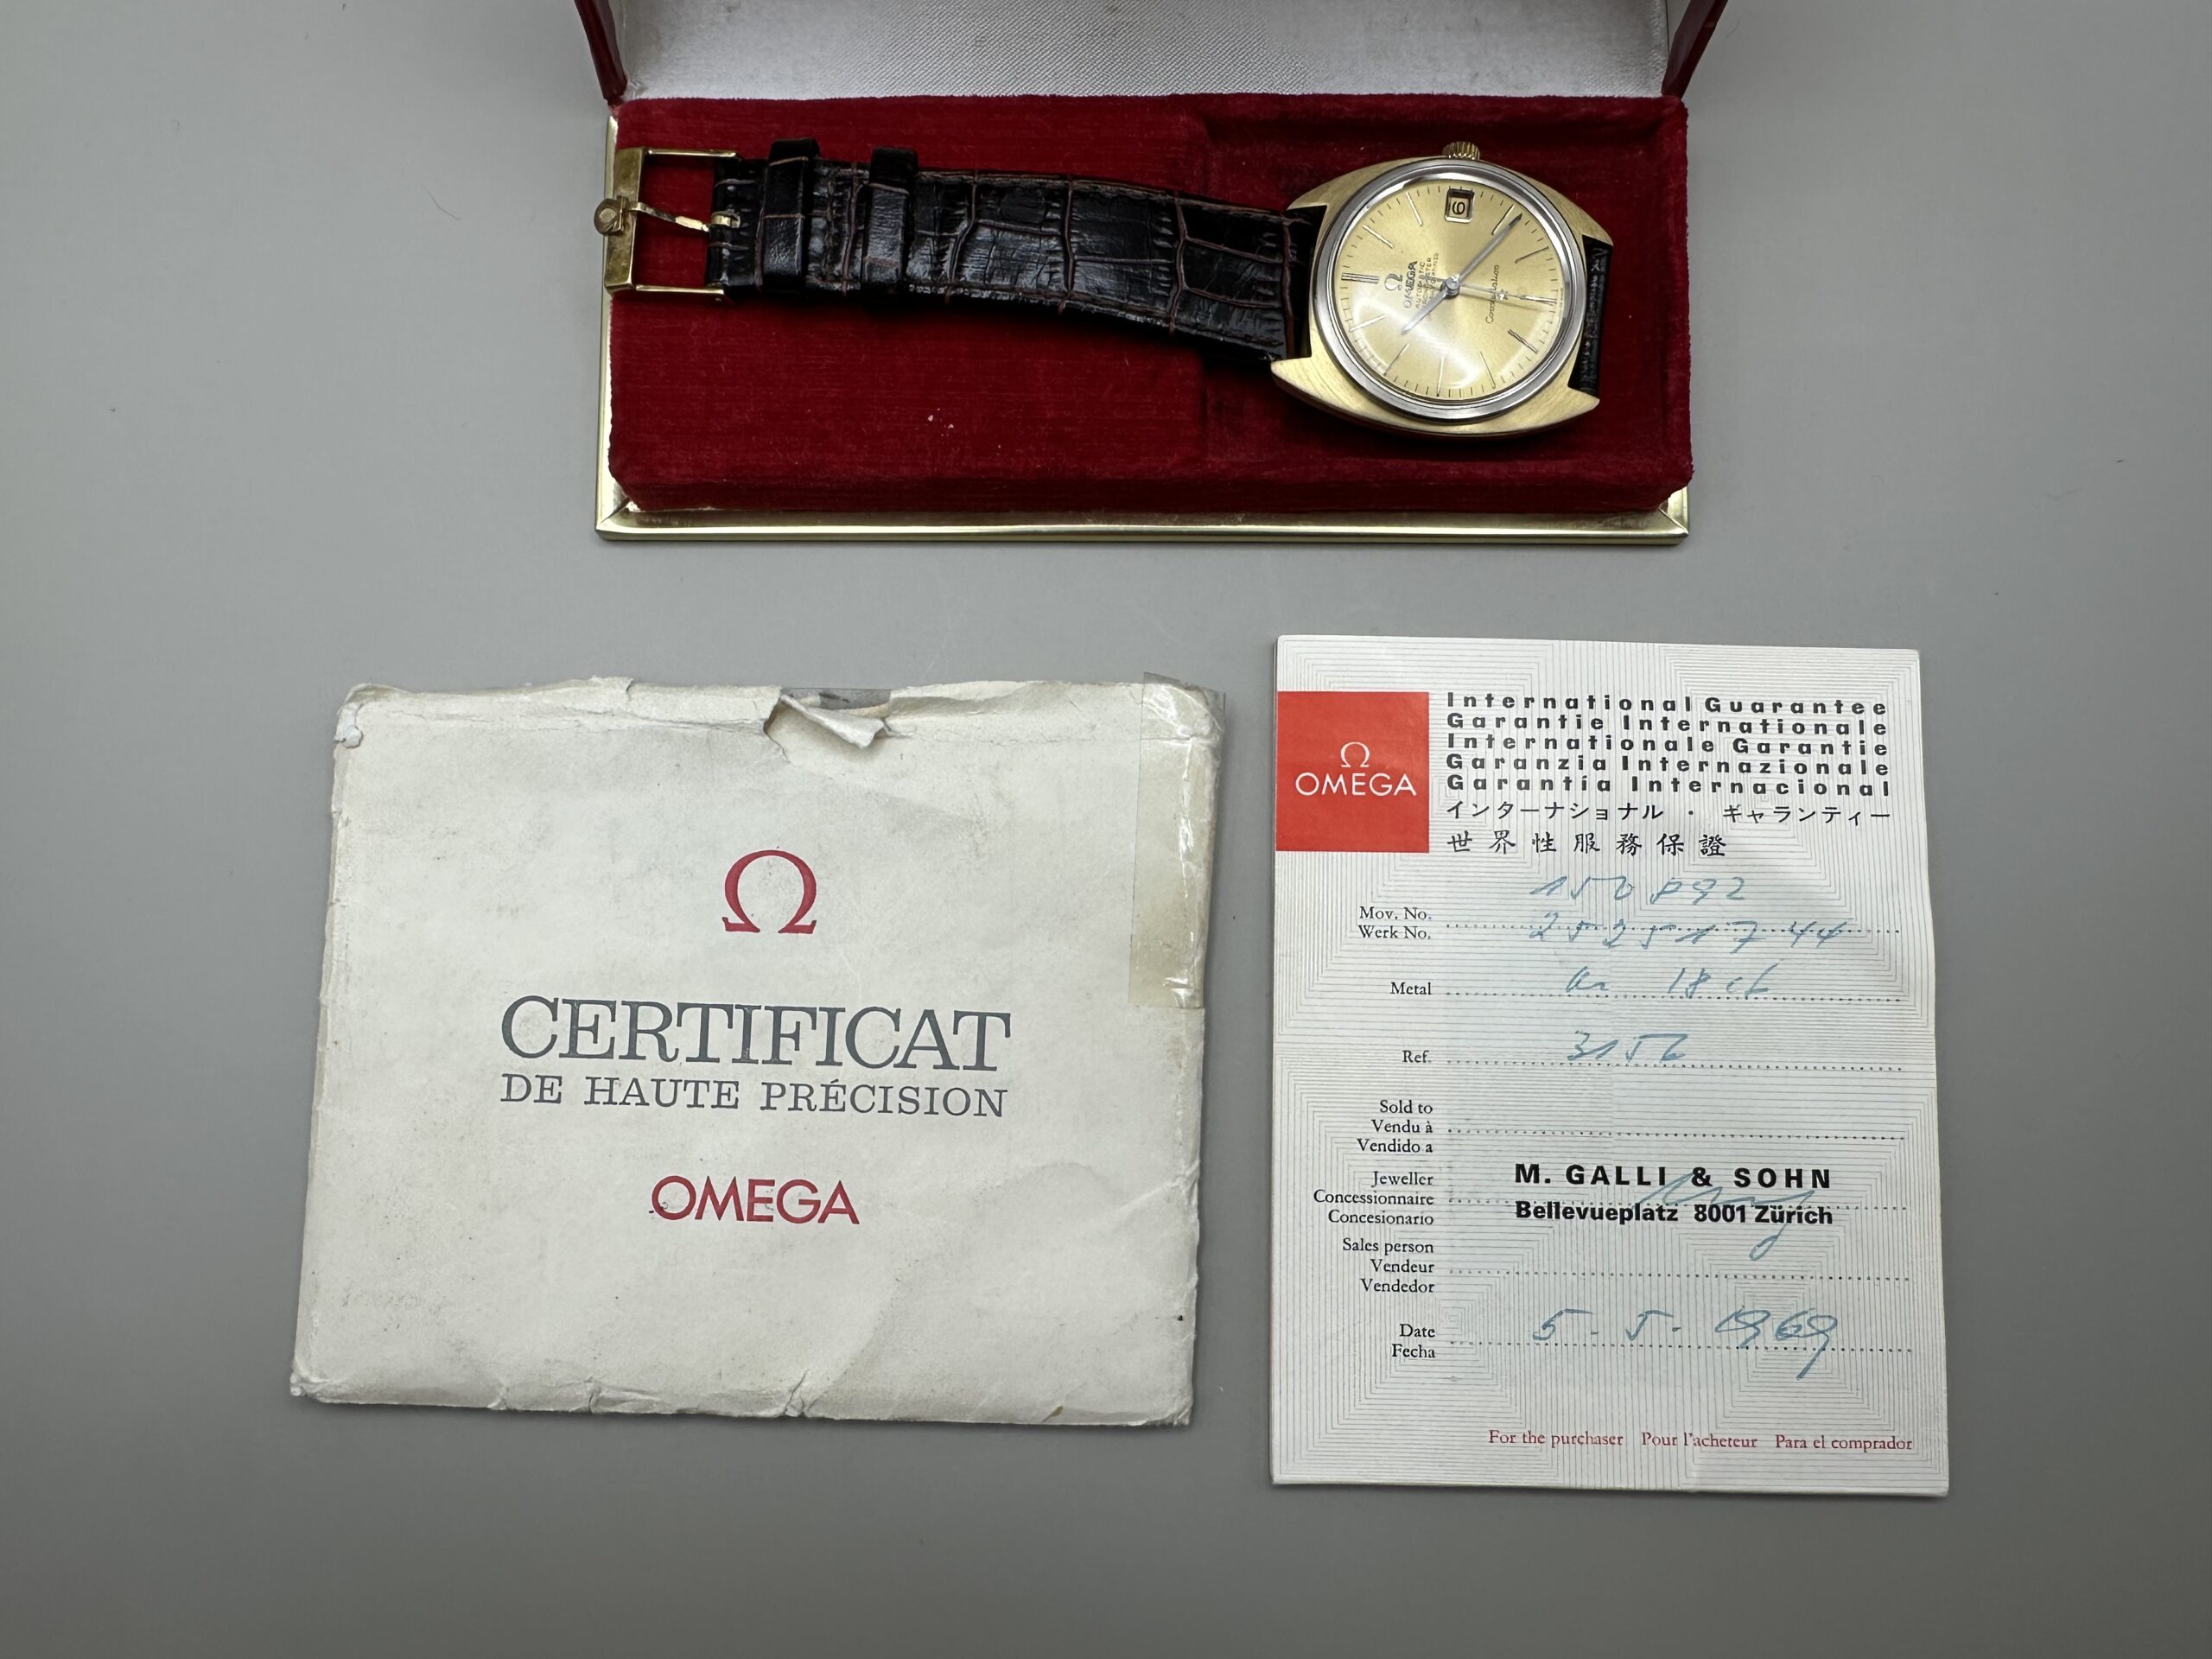 6
Ω
OMEGA
AUTOMATIC
Constellation
Ω
CERTIFICAT
DE HAUTE PRÉCISION
OMEGA
Ω
OMEGA
International Guarantee
Garantie Internationale
Internationale Garantie
Garanzia Internazionale
Garantía Internacional
インターナショナル ・ ギャランティー
世界性服務保證
Mov. No.
Werk No. 25251744
Metal 18 ct
Ref.
Sold to
Vendu à
Vendido a
Jeweller
Concessionnaire
Concesionario
M. GALLI & SOHN
Bellevueplatz 8001 Zürich
Sales person
Vendeur
Vendedor
Date 5-5-1969
Fecha
For the purchaser Pour l'acheteur Para el comprador